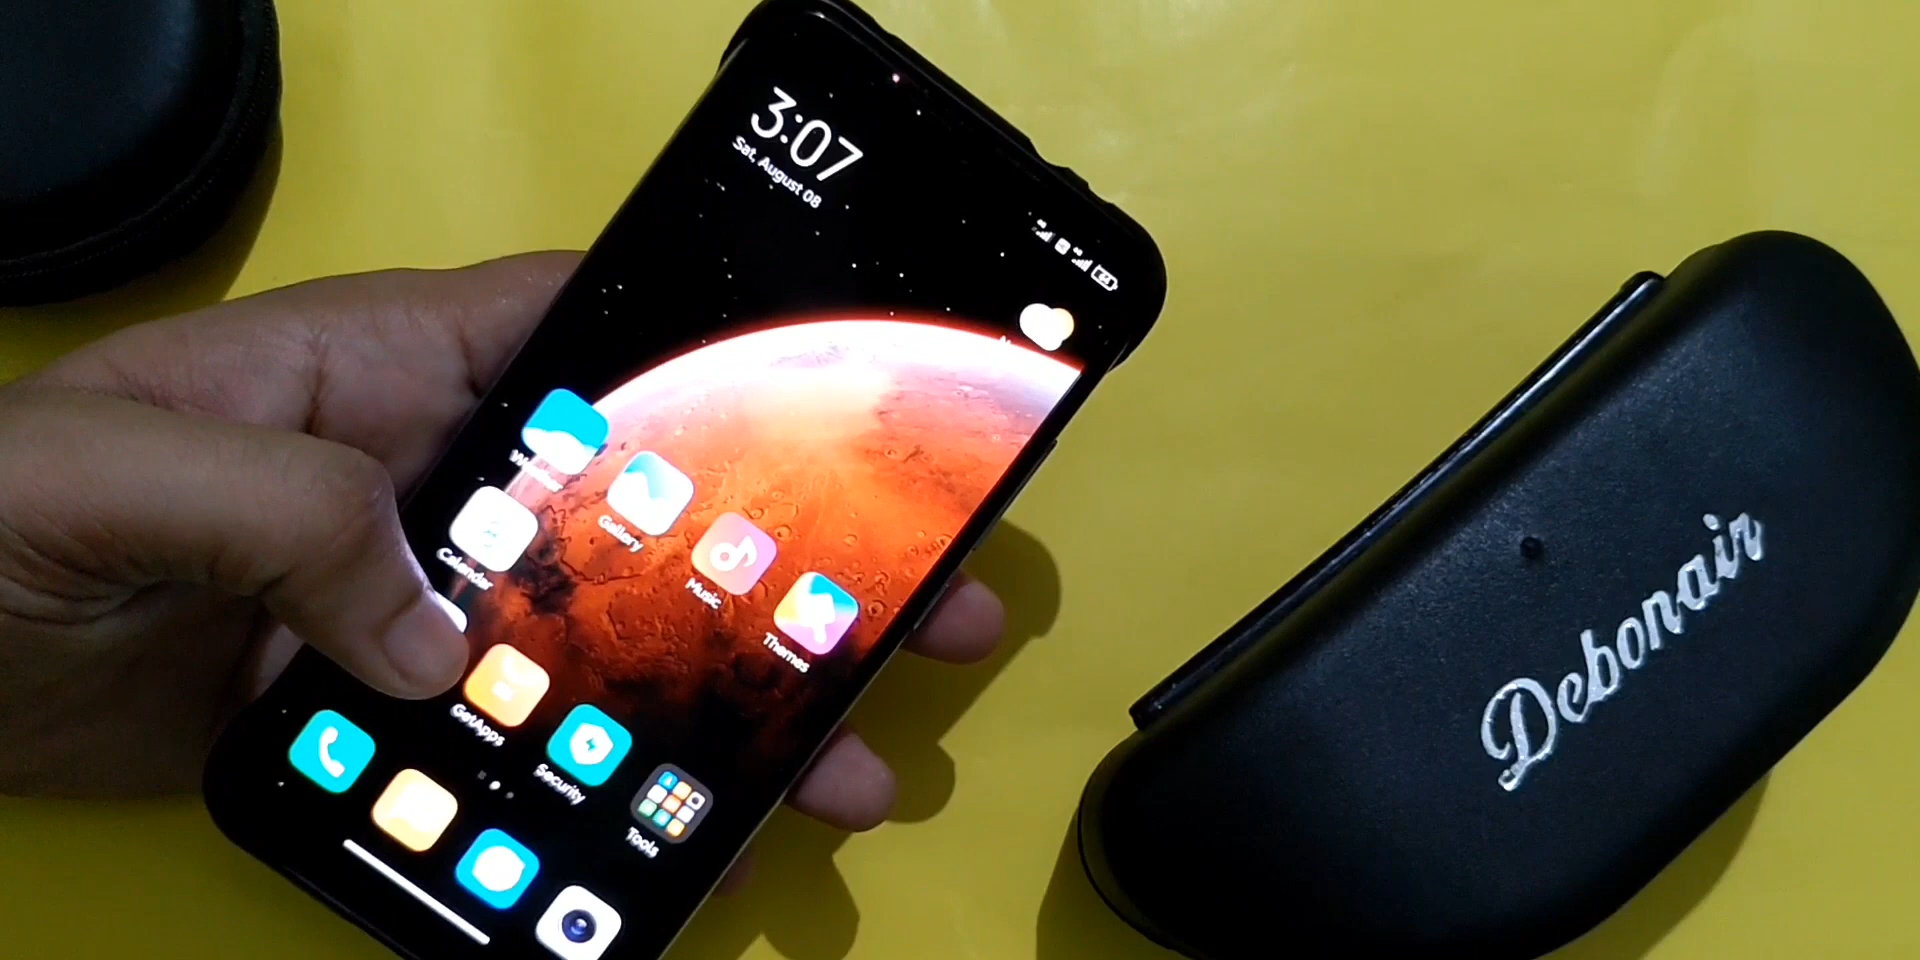 3:07
Sat, August 08
Gallery
Calendar
Music
Themes
GetApps
Security
Tools
Debonair